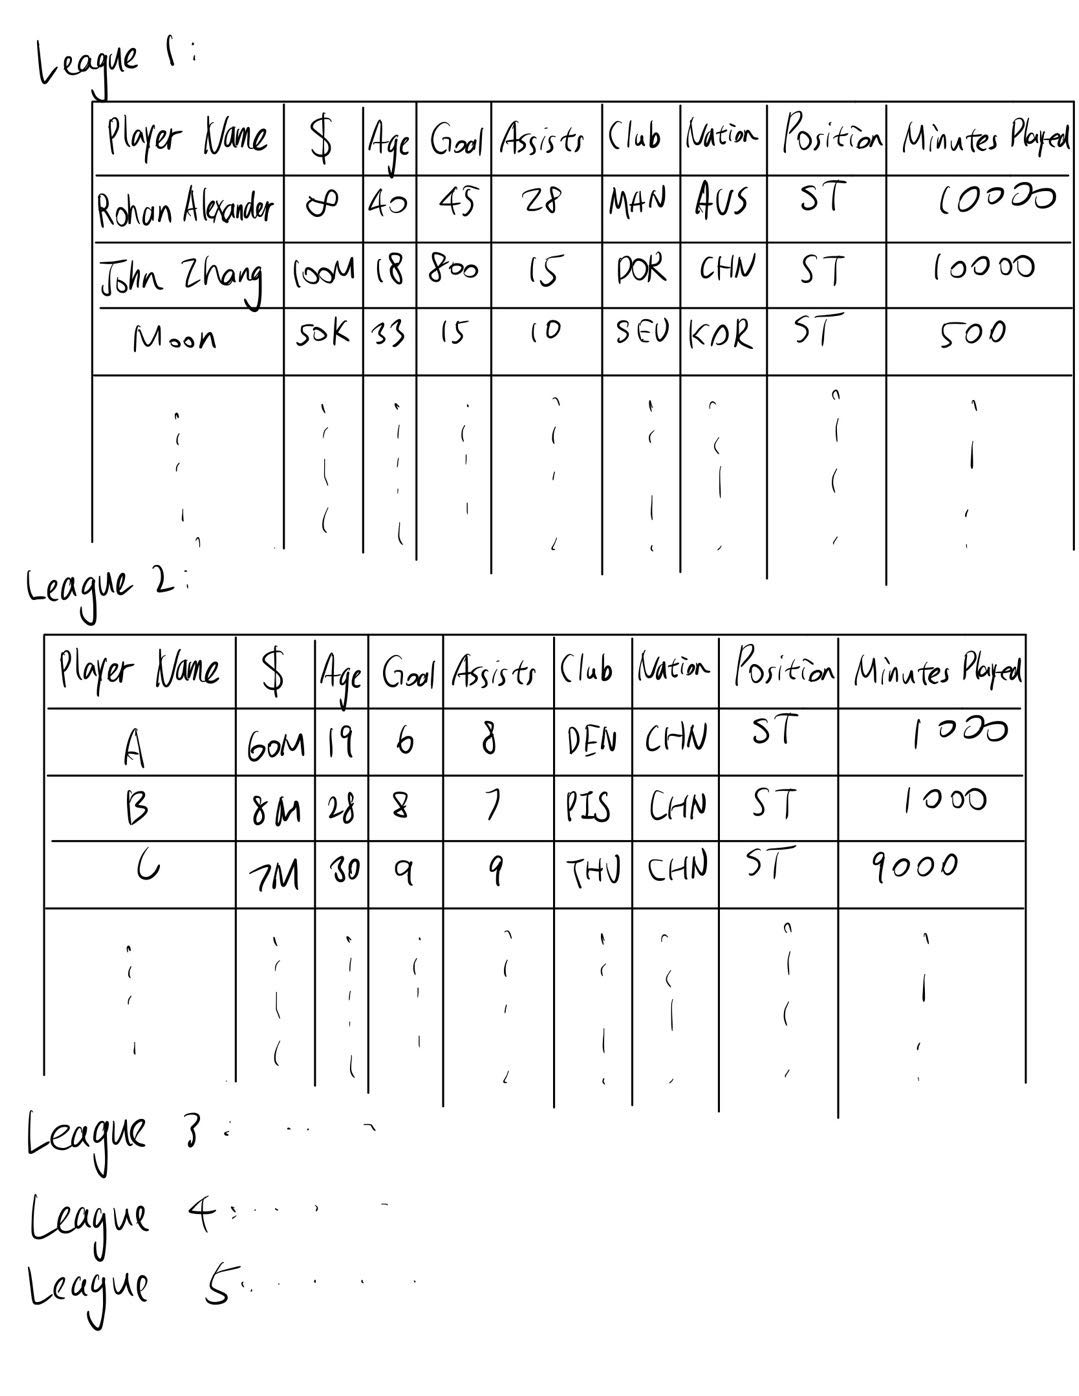 League 1:
Player Name $ Age Goal Assists Club Nation Position Minutes Played
Rohan Alexander ∞ 40 45 28 MAN AUS ST 10000
John Zhang 100M 18 800 15 DOR CHN ST 10000
Moon 50K 33 15 10 SEU KOR ST 500
League 2:
Player Name $ Age Goal Assists Club Nation Position Minutes Played
A 60M 19 6 8 DEN CHN ST 1000
B 8M 28 8 7 PIS CHN ST 1000
C 7M 30 9 9 THU CHN ST 9000
League 3:
League 4:
League 5: